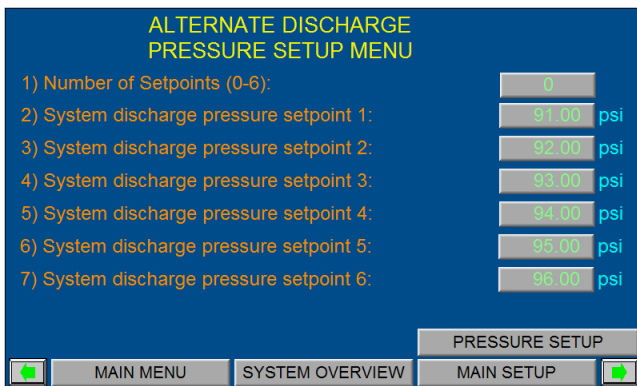 ALTERNATE DISCHARGE
PRESSURE SETUP MENU
1) Number of Setpoints (0-6): 0
2) System discharge pressure setpoint 1: 91.00 psi
3) System discharge pressure setpoint 2: 92.00 psi
4) System discharge pressure setpoint 3: 93.00 psi
5) System discharge pressure setpoint 4: 94.00 psi
6) System discharge pressure setpoint 5: 95.00 psi
7) System discharge pressure setpoint 6: 96.00 psi
PRESSURE SETUP
MAIN MENU SYSTEM OVERVIEW MAIN SETUP